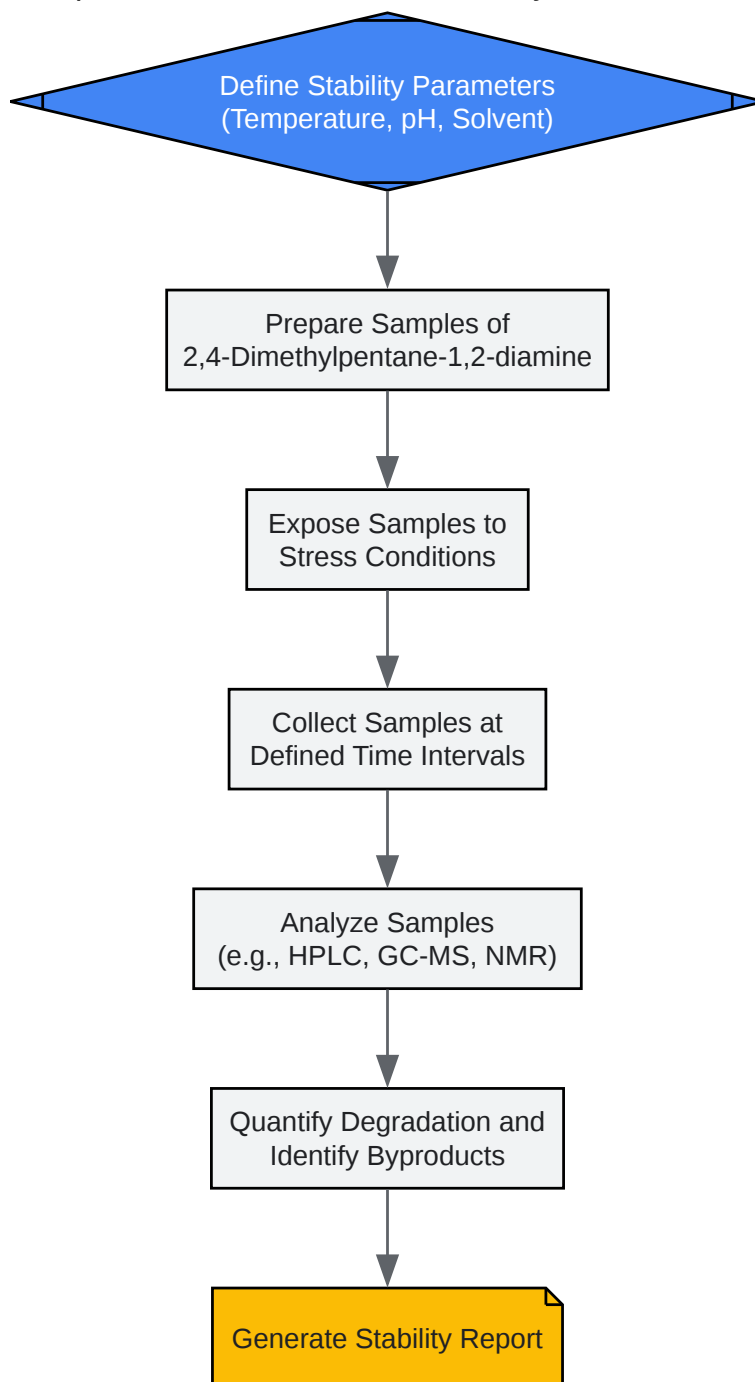 Define Stability Parameters
(Temperature, pH, Solvent)
Prepare Samples of
2,4-Dimethylpentane-1,2-diamine
Expose Samples to
Stress Conditions
Collect Samples at
Defined Time Intervals
Analyze Samples
(e.g., HPLC, GC-MS, NMR)
Quantify Degradation and
Identify Byproducts
Generate Stability Report